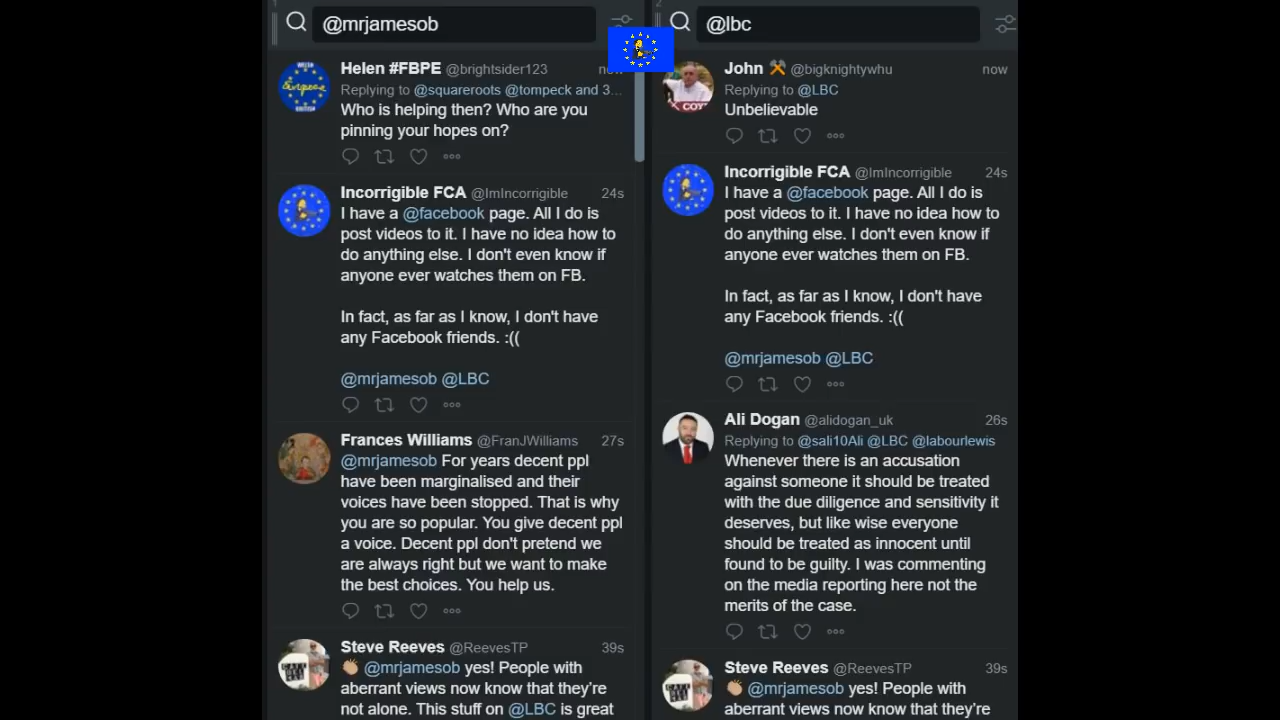 @mrjamesob
Helen #FBPE @brightsider123
Replying to @squareroots @tompeck and 3...
Who is helping then? Who are you
pinning your hopes on?
Incorrigible FCA @ImIncorrigible 24s
I have a @facebook page. All I do is
post videos to it. I have no idea how to
do anything else. I don't even know if
anyone ever watches them on FB.
In fact, as far as I know, I don't have
any Facebook friends. :((
@mrjamesob @LBC
Frances Williams @FranJWilliams 27s
@mrjamesob For years decent ppl
have been marginalised and their
voices have been stopped. That is why
you are so popular. You give decent ppl
a voice. Decent ppl don't pretend we
are always right but we want to make
the best choices. You help us.
Steve Reeves @ReevesTP 39s
👏🏼 @mrjamesob yes! People with
aberrant views now know that they're
not alone. This stuff on @LBC is great
2
@lbc
John ⚒ @bigknightywhu now
Replying to @LBC
Unbelievable
Incorrigible FCA @ImIncorrigible 24s
I have a @facebook page. All I do is
post videos to it. I have no idea how to
do anything else. I don't even know if
anyone ever watches them on FB.
In fact, as far as I know, I don't have
any Facebook friends. :((
@mrjamesob @LBC
Ali Dogan @alidogan_uk 26s
Replying to @sali10Ali @LBC @labourlewis
Whenever there is an accusation
against someone it should be treated
with the due diligence and sensitivity it
deserves, but like wise everyone
should be treated as innocent until
found to be guilty. I was commenting
on the media reporting here not the
merits of the case.
Steve Reeves @ReevesTP 39s
👏🏼 @mrjamesob yes! People with
aberrant views now know that they're